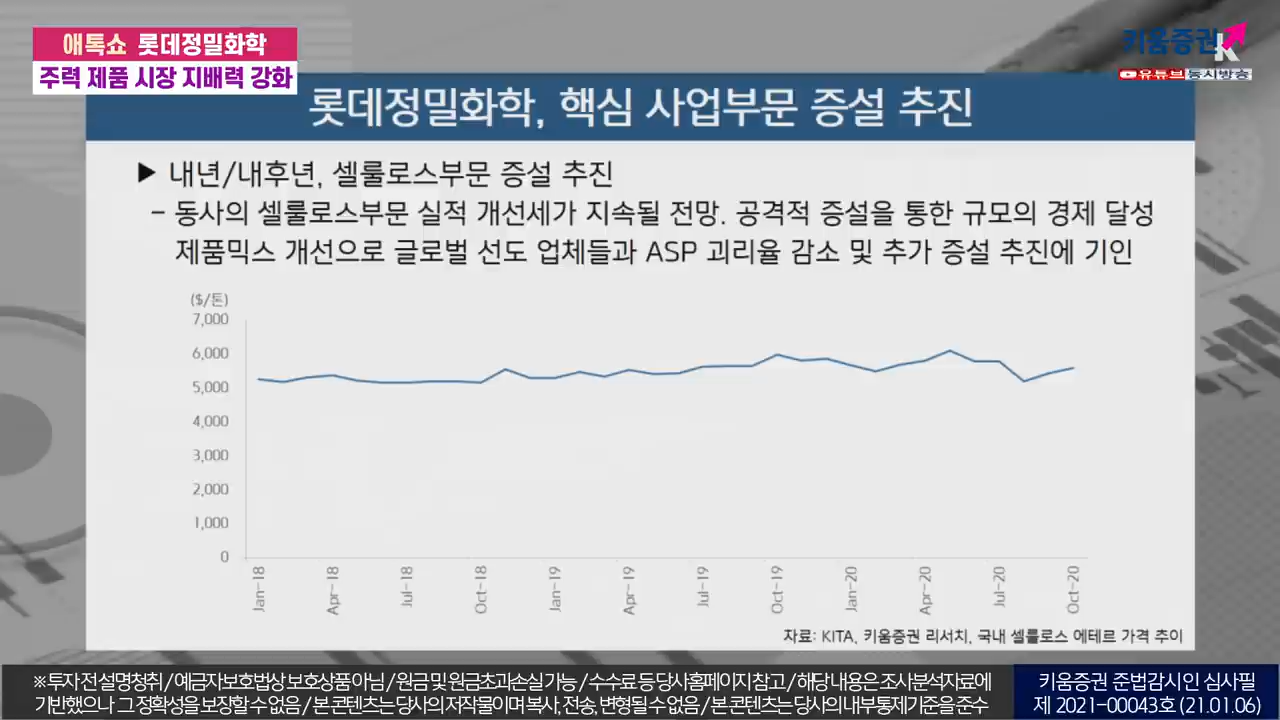 애톡쇼 롯데정밀화학
주력 제품 시장 지배력 강화
키움증권
유튜브 동시방송
롯데정밀화학, 핵심 사업부문 증설 추진
▶ 내년/내후년, 셀룰로스부문 증설 추진
- 동사의 셀룰로스부문 실적 개선세가 지속될 전망. 공격적 증설을 통한 규모의 경제 달성
제품믹스 개선으로 글로벌 선도 업체들과 ASP 괴리율 감소 및 추가 증설 추진에 기인
($/톤)
7,000
6,000
5,000
4,000
3,000
2,000
1,000
0
Jan-18
Apr-18
Jul-18
Oct-18
Jan-19
Apr-19
Jul-19
Oct-19
Jan-20
Apr-20
Jul-20
Oct-20
자료: KITA, 키움증권 리서치, 국내 셀룰로스 에테르 가격 추이
※ 투자 전 설명청취 / 예금자보호법상 보호상품 아님 / 원금 및 원금초과손실 가능 / 수수료 등 당사홈페이지 참고 / 해당 내용은 조사분석자료에
기반했으나 그 정확성을 보장할 수 없음 / 본 콘텐츠는 당사의 저작물이며 복사, 전송, 변형될 수 없음 / 본 콘텐츠는 당사의 내부통제기준을 준수
키움증권 준법감시인 심사필
제 2021-00043호 (21.01.06)